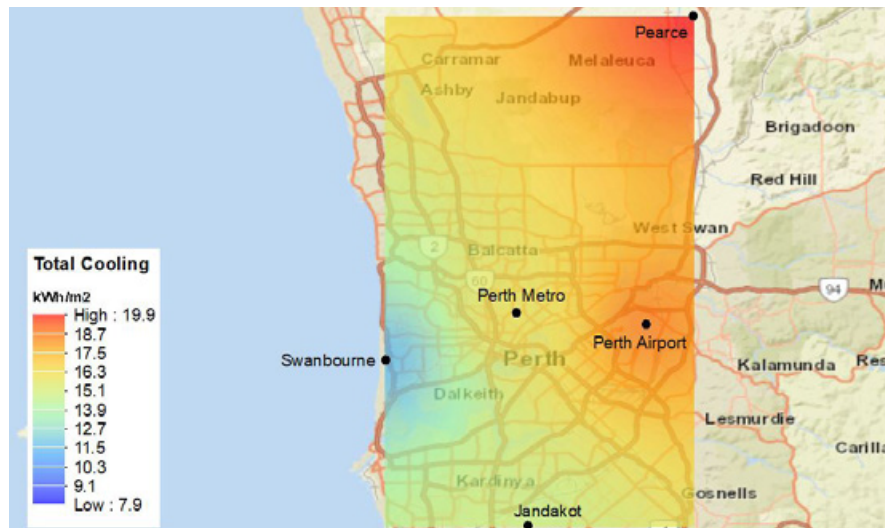 Pearce
Carramar
Melaleuca
Ashby
Jandabup
Brigadoon
Red Hill
West Swan
2
Balcatta
60
94
Perth Metro
Perth Airport
Swanbourne
Perth
Kalamunda
Res
Dalkeith
Lesmurdie
Carilla
Kardinya
Gosnells
Jandakot
Total Cooling
kWh/m2
High : 19.9
18.7
17.5
16.3
15.1
13.9
12.7
11.5
10.3
9.1
Low : 7.9